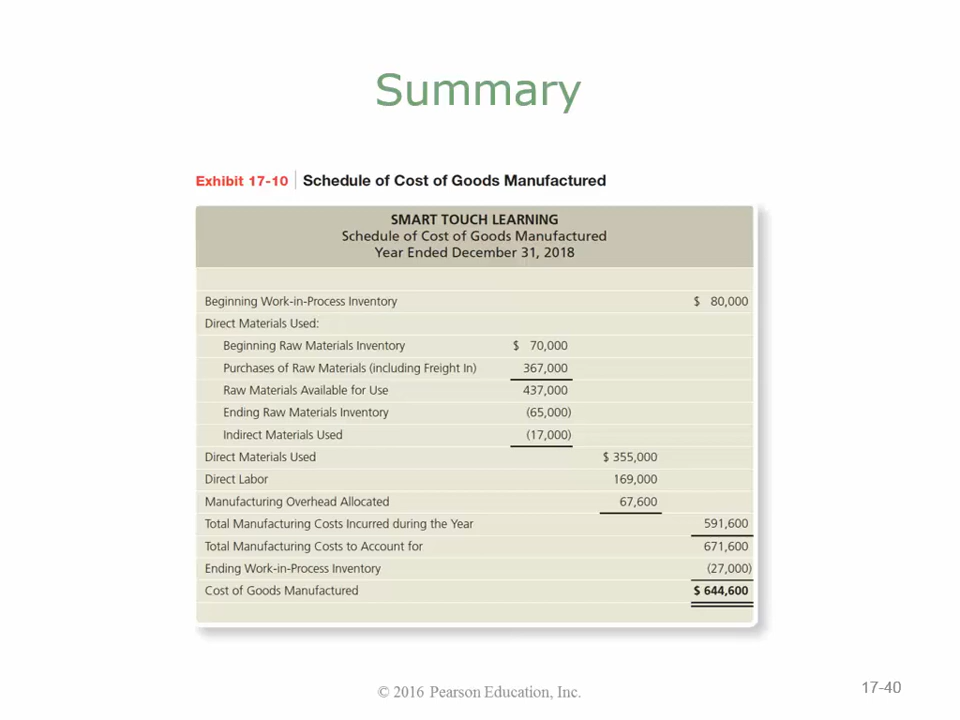 Summary
Exhibit 17-10 | Schedule of Cost of Goods Manufactured
SMART TOUCH LEARNING
Schedule of Cost of Goods Manufactured
Year Ended December 31, 2018
Beginning Work-in-Process Inventory $ 80,000
Direct Materials Used:
Beginning Raw Materials Inventory $ 70,000
Purchases of Raw Materials (including Freight In) 367,000
Raw Materials Available for Use 437,000
Ending Raw Materials Inventory (65,000)
Indirect Materials Used (17,000)
Direct Materials Used $ 355,000
Direct Labor 169,000
Manufacturing Overhead Allocated 67,600
Total Manufacturing Costs Incurred during the Year 591,600
Total Manufacturing Costs to Account for 671,600
Ending Work-in-Process Inventory (27,000)
Cost of Goods Manufactured $ 644,600
© 2016 Pearson Education, Inc.
17-40